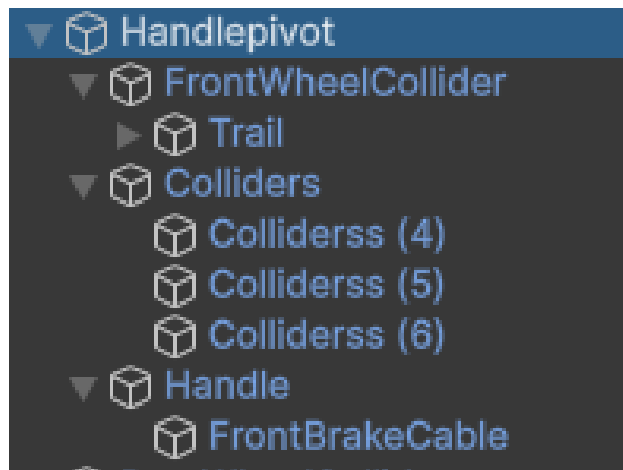 Handlepivot
FrontWheelCollider
Trail
Colliders
Colliderss (4)
Colliderss (5)
Colliderss (6)
Handle
FrontBrakeCable